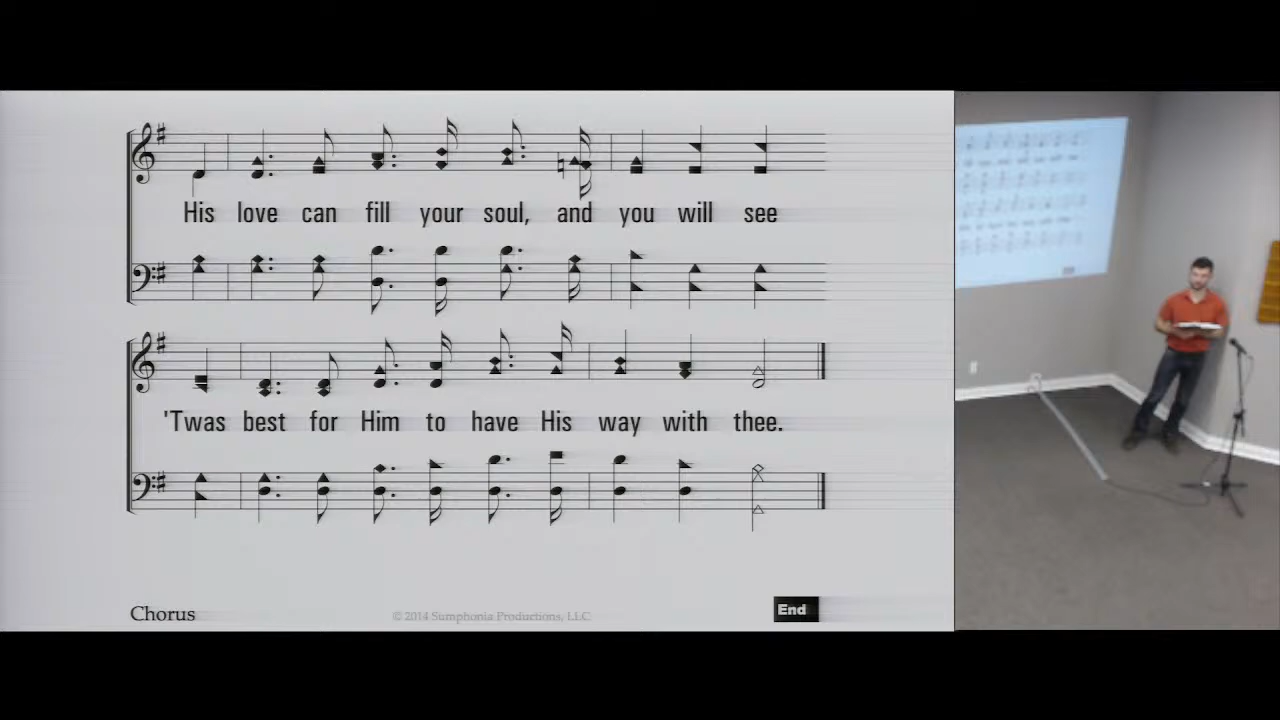 His love can fill your soul, and you will see
'Twas best for Him to have His way with thee.
Chorus
© 2014 Sumphonia Productions, LLC
End